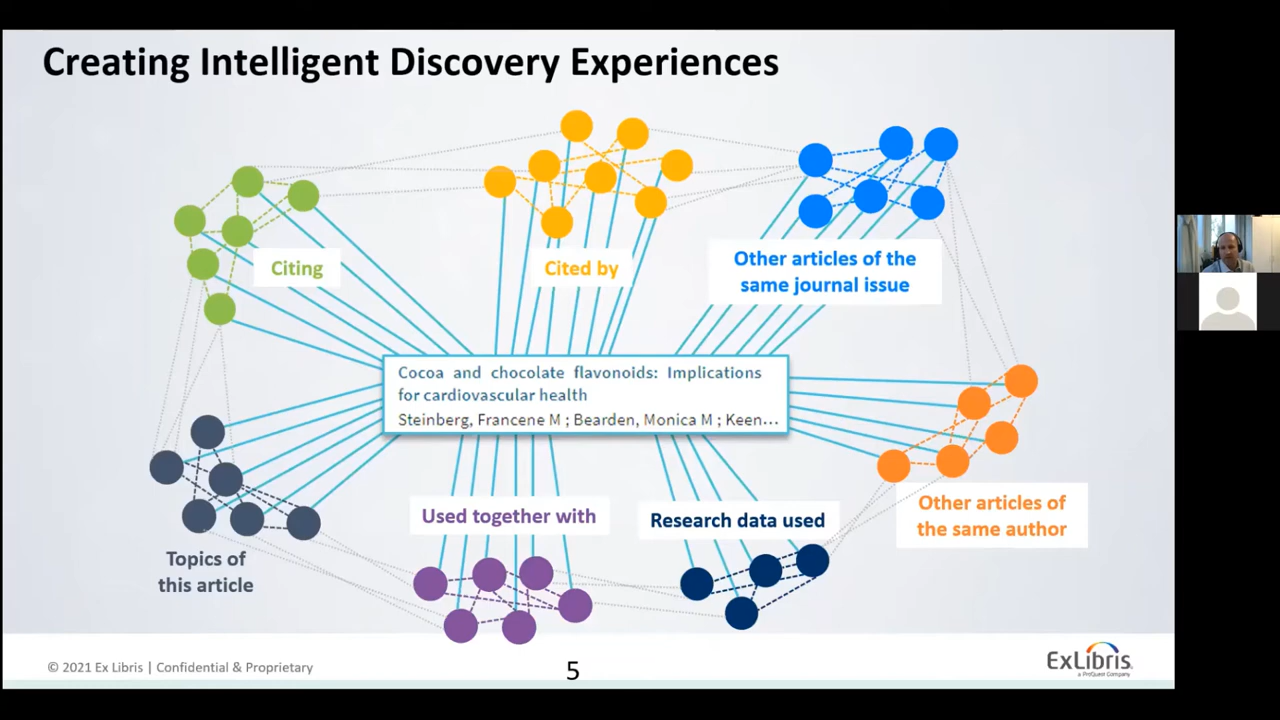 Creating Intelligent Discovery Experiences
Citing
Cited by
Other articles of the
same journal issue
Cocoa and chocolate flavonoids: Implications
for cardiovascular health
Steinberg, Francene M ; Bearden, Monica M ; Keen...
Other articles of
the same author
Used together with
Research data used
Topics of
this article
© 2021 Ex Libris | Confidential & Proprietary
5
ExLibris
a ProQuest Company